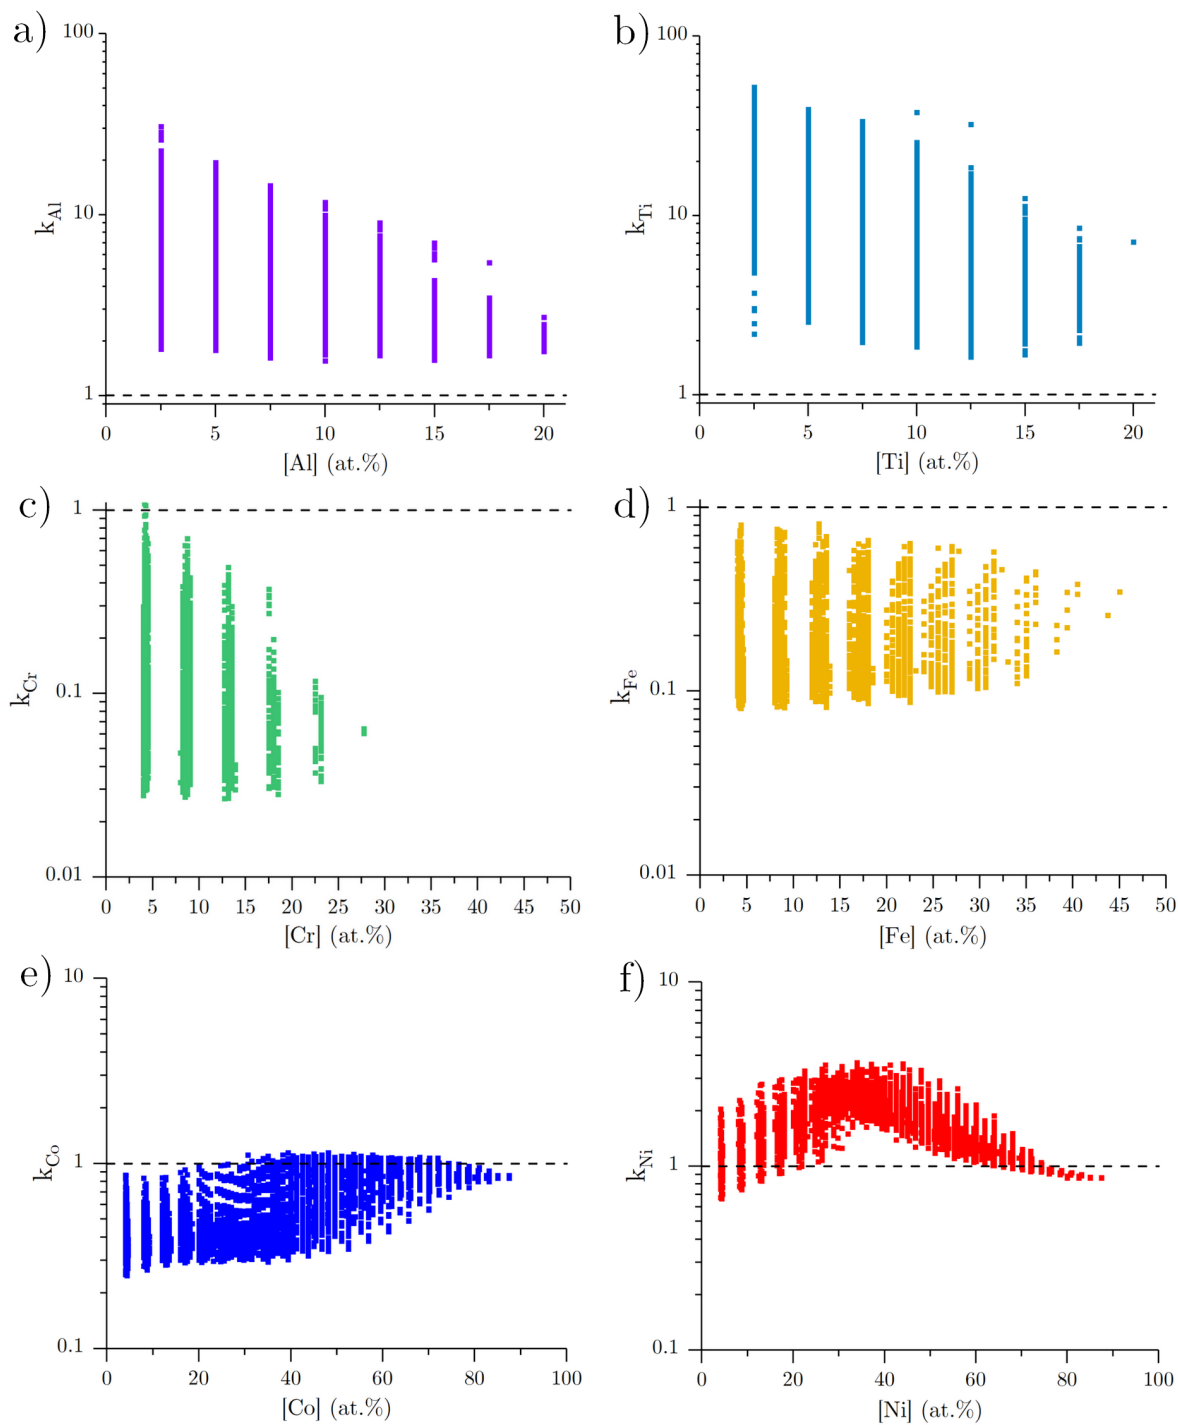 a)
100
10
1
k_Al
0 5 10 15 20
[Al] (at.%)
b)
100
10
1
k_Ti
0 5 10 15 20
[Ti] (at.%)
c)
1
0.1
0.01
k_Cr
0 5 10 15 20 25 30 35 40 45 50
[Cr] (at.%)
d)
1
0.1
0.01
k_Fe
0 5 10 15 20 25 30 35 40 45 50
[Fe] (at.%)
e)
10
1
0.1
k_Co
0 20 40 60 80 100
[Co] (at.%)
f)
10
1
0.1
k_Ni
0 20 40 60 80 100
[Ni] (at.%)